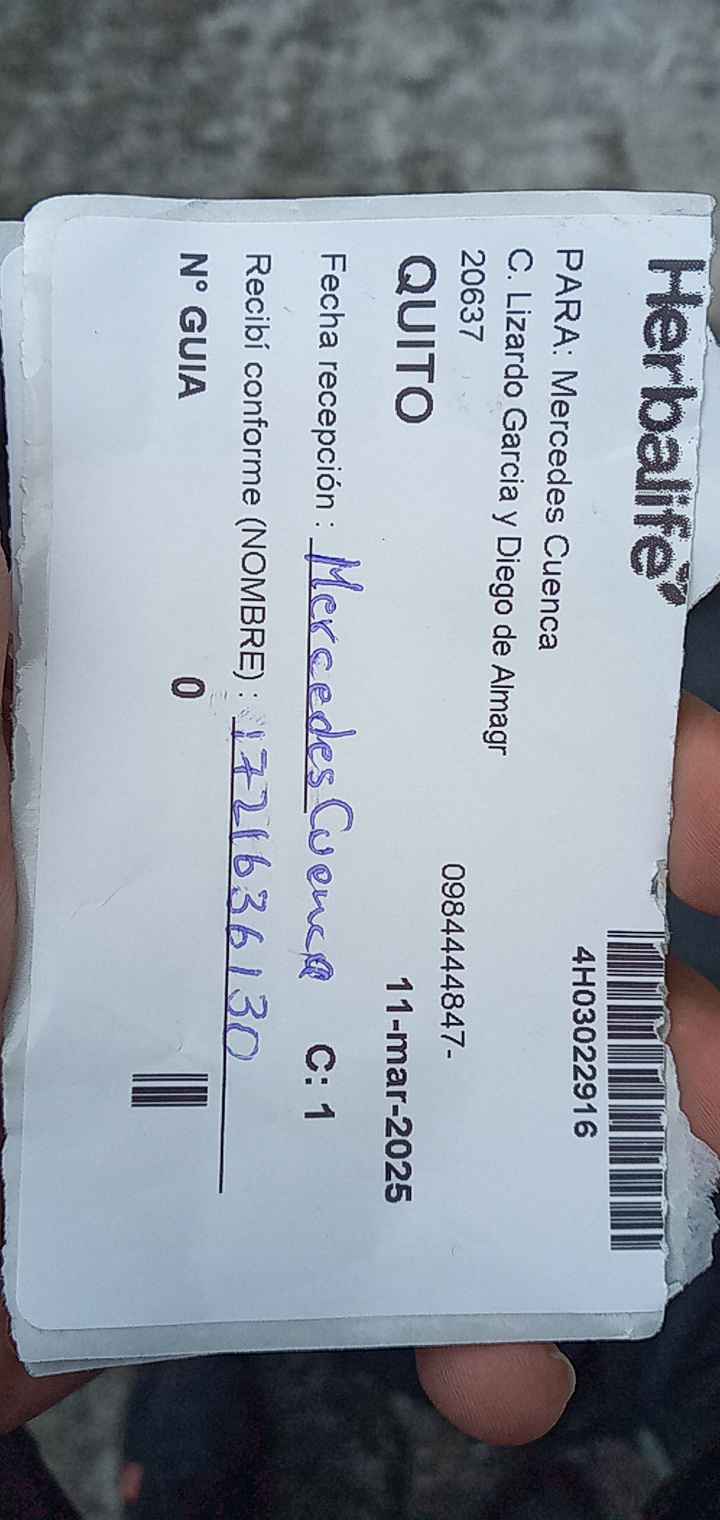 Herbalife
4H03022916
PARA: Mercedes Cuenca
C. Lizardo Garcia y Diego de Almagr
20637
0984444847-
QUITO 11-mar-2025
Fecha recepción : Mercedes Cuenca C: 1
Recibí conforme (NOMBRE) : 1721636130
N° GUIA 0